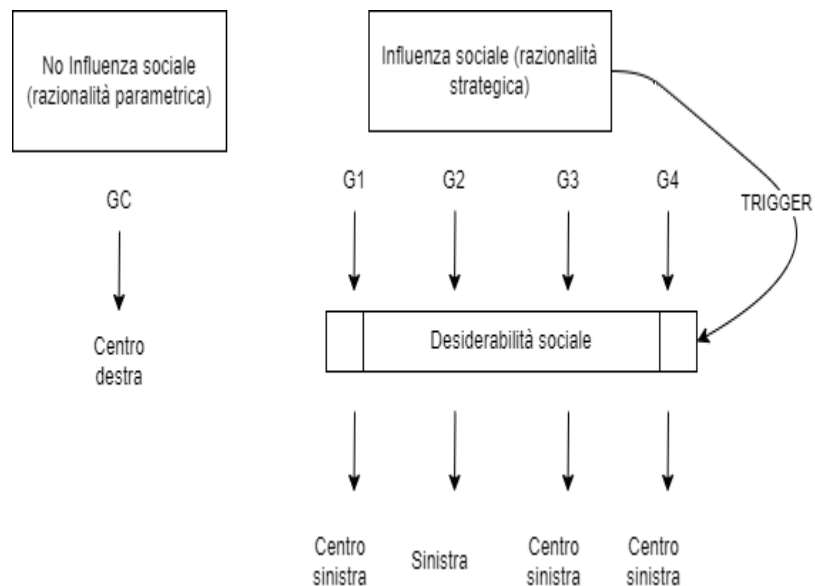 No Influenza sociale
(razionalità parametrica)
Influenza sociale (razionalità
strategica)
GC
G1
G2
G3
G4
TRIGGER
Centro
destra
Desiderabilità sociale
Centro
sinistra
Sinistra
Centro
sinistra
Centro
sinistra